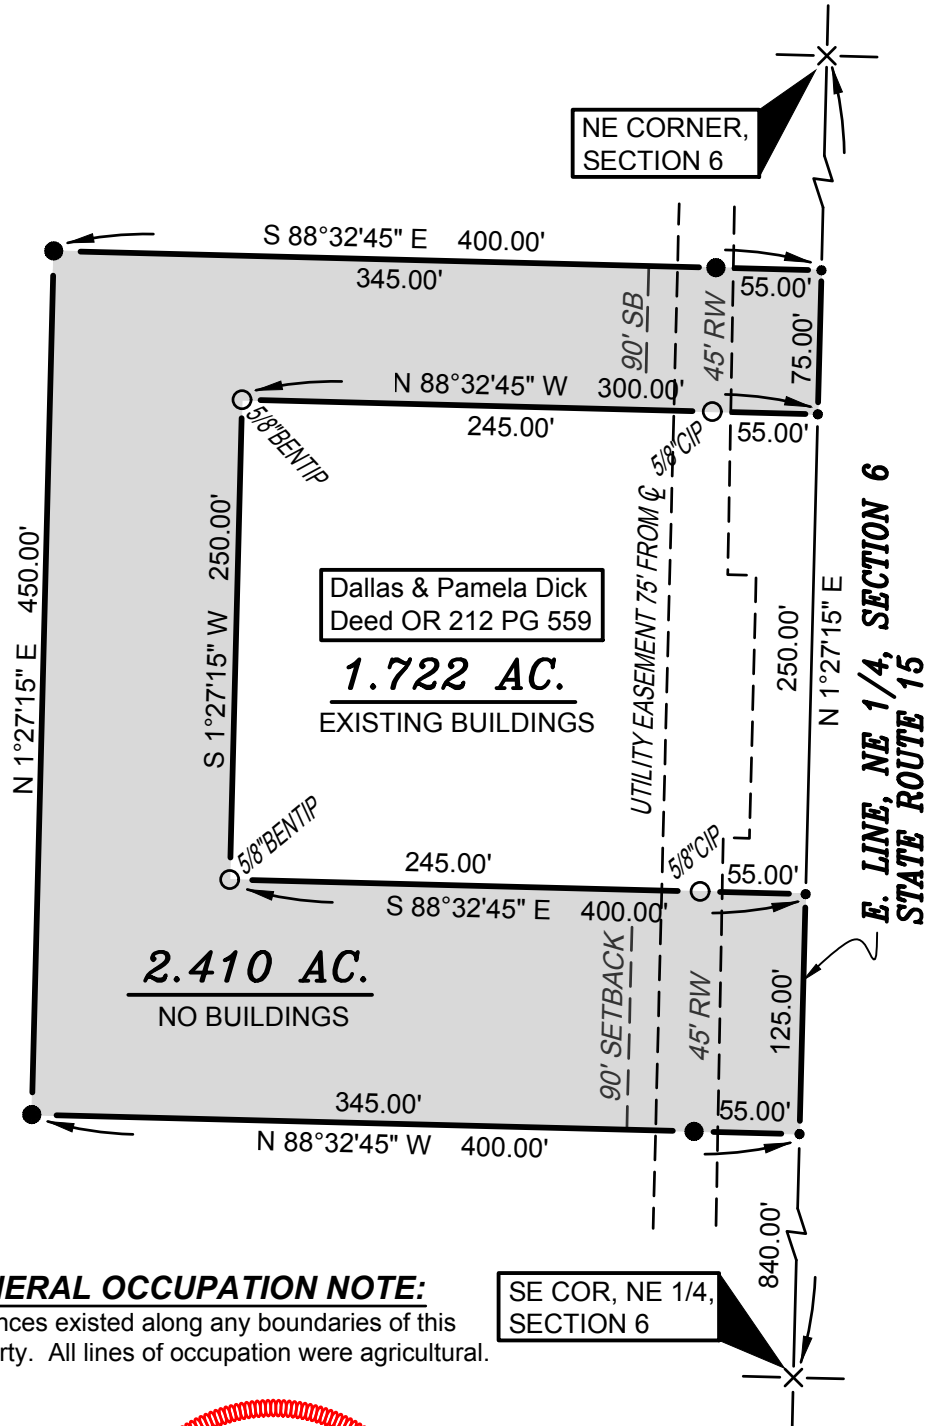 NE CORNER,
SECTION 6
S 88°32'45" E 400.00'
345.00'
55.00'
90' SB
45' RW
75.00'
N 88°32'45" W 300.00'
245.00'
55.00'
5/8"BENTIP
5/8"CIP
N 1°27'15" E 450.00'
S 1°27'15" W 250.00'
Dallas & Pamela Dick
Deed OR 212 PG 559
1.722 AC.
EXISTING BUILDINGS
UTILITY EASEMENT 75' FROM ℄
250.00'
N 1°27'15" E
E. LINE, NE 1/4, SECTION 6
STATE ROUTE 15
5/8"BENTIP
245.00'
5/8"CIP
55.00'
S 88°32'45" E 400.00'
2.410 AC.
NO BUILDINGS
90' SETBACK
45' RW
125.00'
345.00'
55.00'
N 88°32'45" W 400.00'
840.00'
NERAL OCCUPATION NOTE:
nces existed along any boundaries of this
rty. All lines of occupation were agricultural.
SE COR, NE 1/4,
SECTION 6